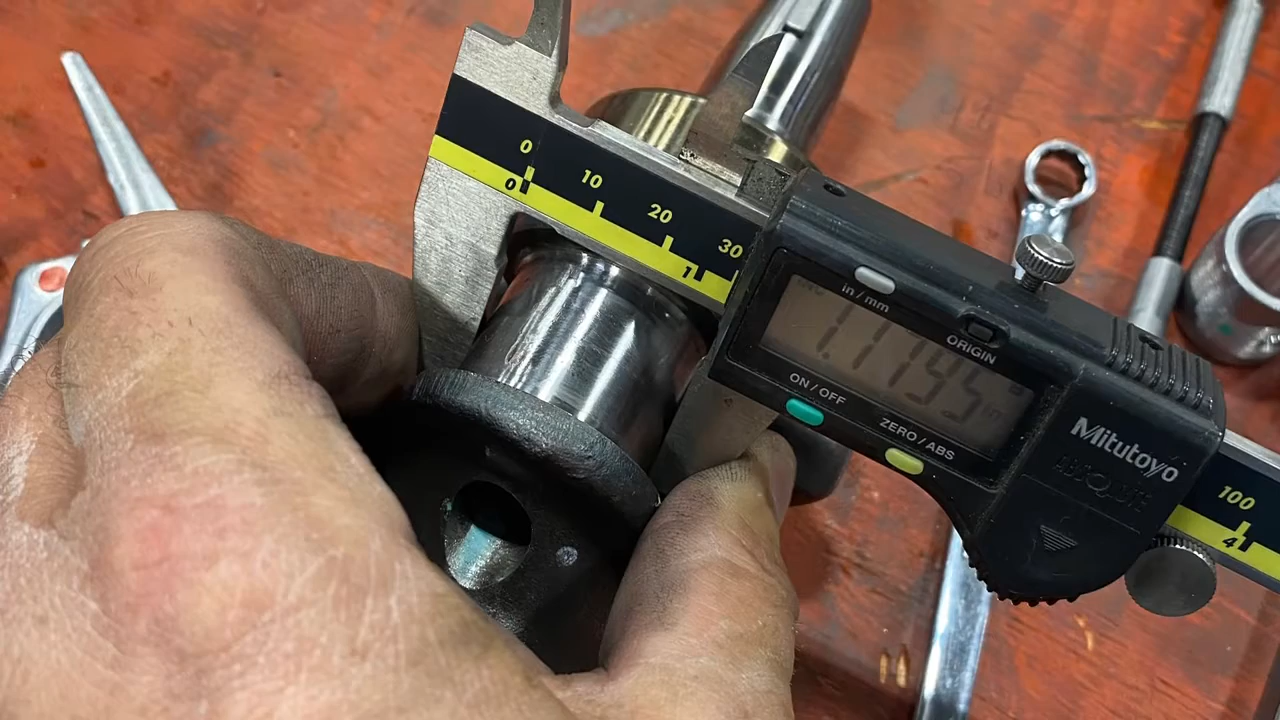 0 10 20 30
0 1
in/mm
1.1195 in
ORIGIN
ON/OFF
ZERO/ABS
Mitutoyo
ABSOLUTE
100
4